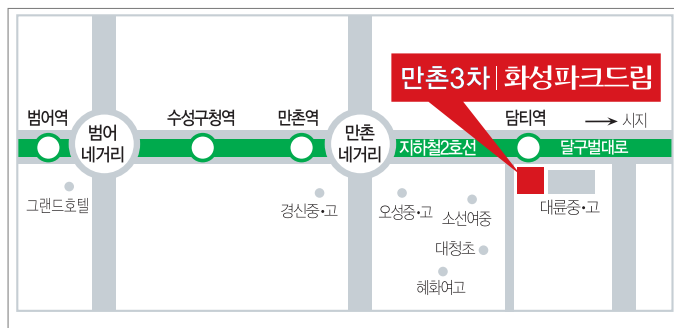 만촌3차|화성파크드림
범어역
범어
네거리
수성구청역
만촌역
만촌
네거리
담티역
시지
지하철2호선
달구벌대로
그랜드호텔
경신중·고
오성중·고
소선여중
대륜중·고
대청초
혜화여고